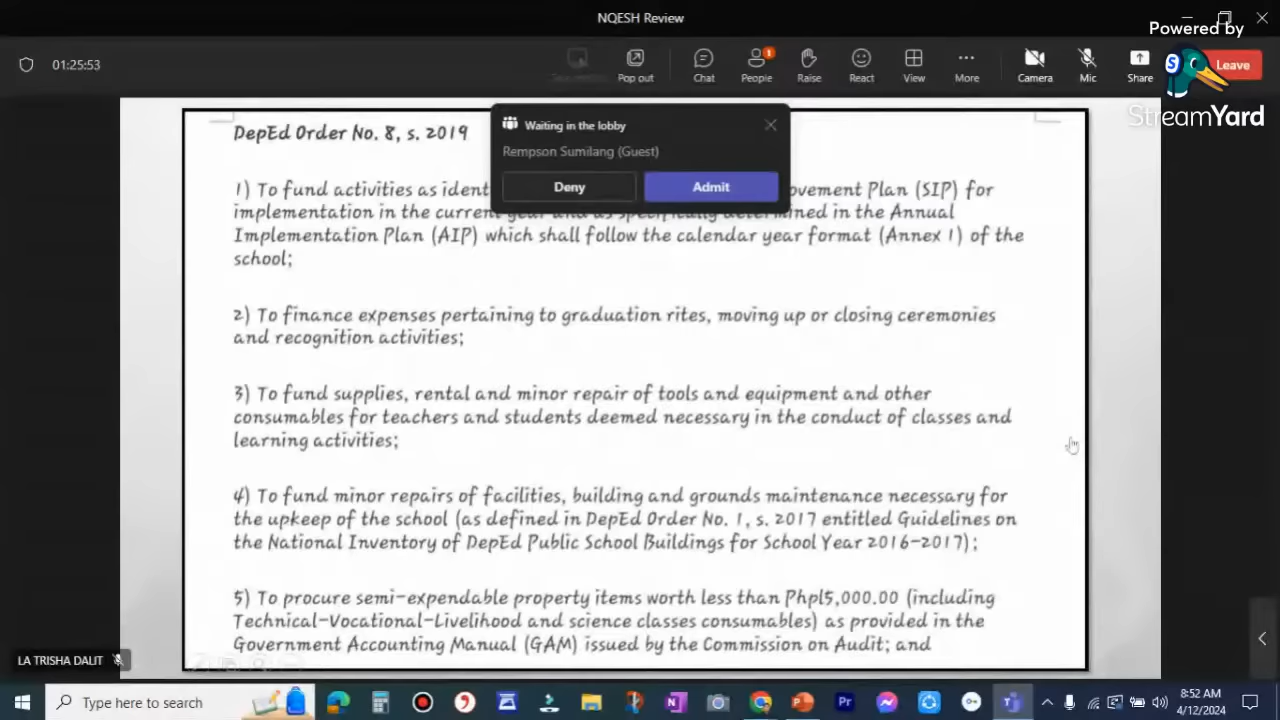 NQESH Review
Powered by
StreamYard
01:25:53
Pop out
Chat
1
People
Raise
React
View
More
Camera
Mic
Share
Leave
Waiting in the lobby
Rempson Sumilang (Guest)
Deny
Admit
DepEd Order No. 8, s. 2019
1) To fund activities as ovement Plan (SIP) for
implementation in the current year and as specifically determined in the Annual
Implementation Plan (AIP) which shall follow the calendar year format (Annex 1) of the
school;
2) To finance expenses pertaining to graduation rites, moving up or closing ceremonies
and recognition activities;
3) To fund supplies, rental and minor repair of tools and equipment and other
consumables for teachers and students deemed necessary in the conduct of classes and
learning activities;
4) To fund minor repairs of facilities, building and grounds maintenance necessary for
the upkeep of the school (as defined in DepEd Order No. 1, s. 2017 entitled Guidelines on
the National Inventory of DepEd Public School Buildings for School Year 2016-2017);
5) To procure semi-expendable property items worth less than Php15,000.00 (including
Technical-Vocational-Livelihood and science classes consumables) as provided in the
Government Accounting Manual (GAM) issued by the Commission on Audit; and
LA TRISHA DALIT
Type here to search
8:52 AM
4/12/2024